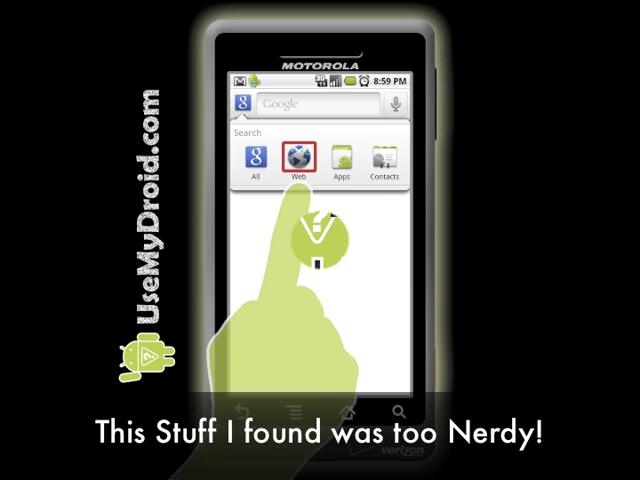 MOTOROLA
3G
8:59 PM
Google
Search
All
Web
Apps
Contacts
UseMyDroid.com
?
This Stuff I found was too Nerdy!
verizon